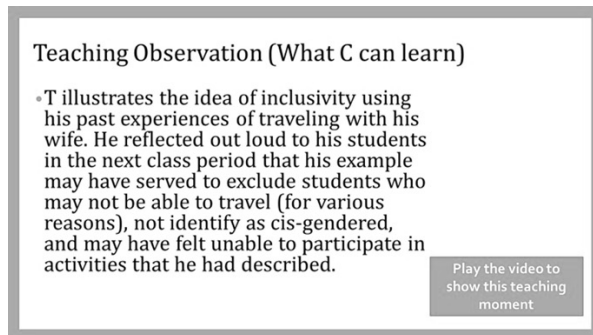 Teaching Observation (What C can learn)
•T illustrates the idea of inclusivity using
his past experiences of traveling with his
wife. He reflected out loud to his students
in the next class period that his example
may have served to exclude students who
may not be able to travel (for various
reasons), not identify as cis-gendered,
and may have felt unable to participate in
activities that he had described.
Play the video to
show this teaching
moment